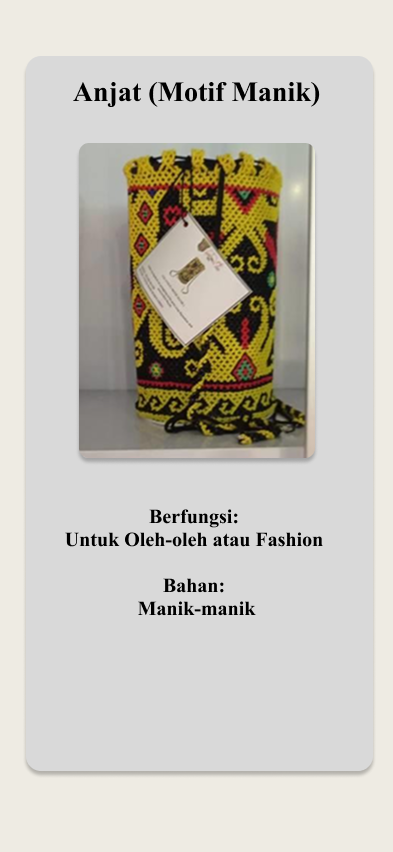 Anjat (Motif Manik)
Berfungsi:
Untuk Oleh-oleh atau Fashion
Bahan:
Manik-manik